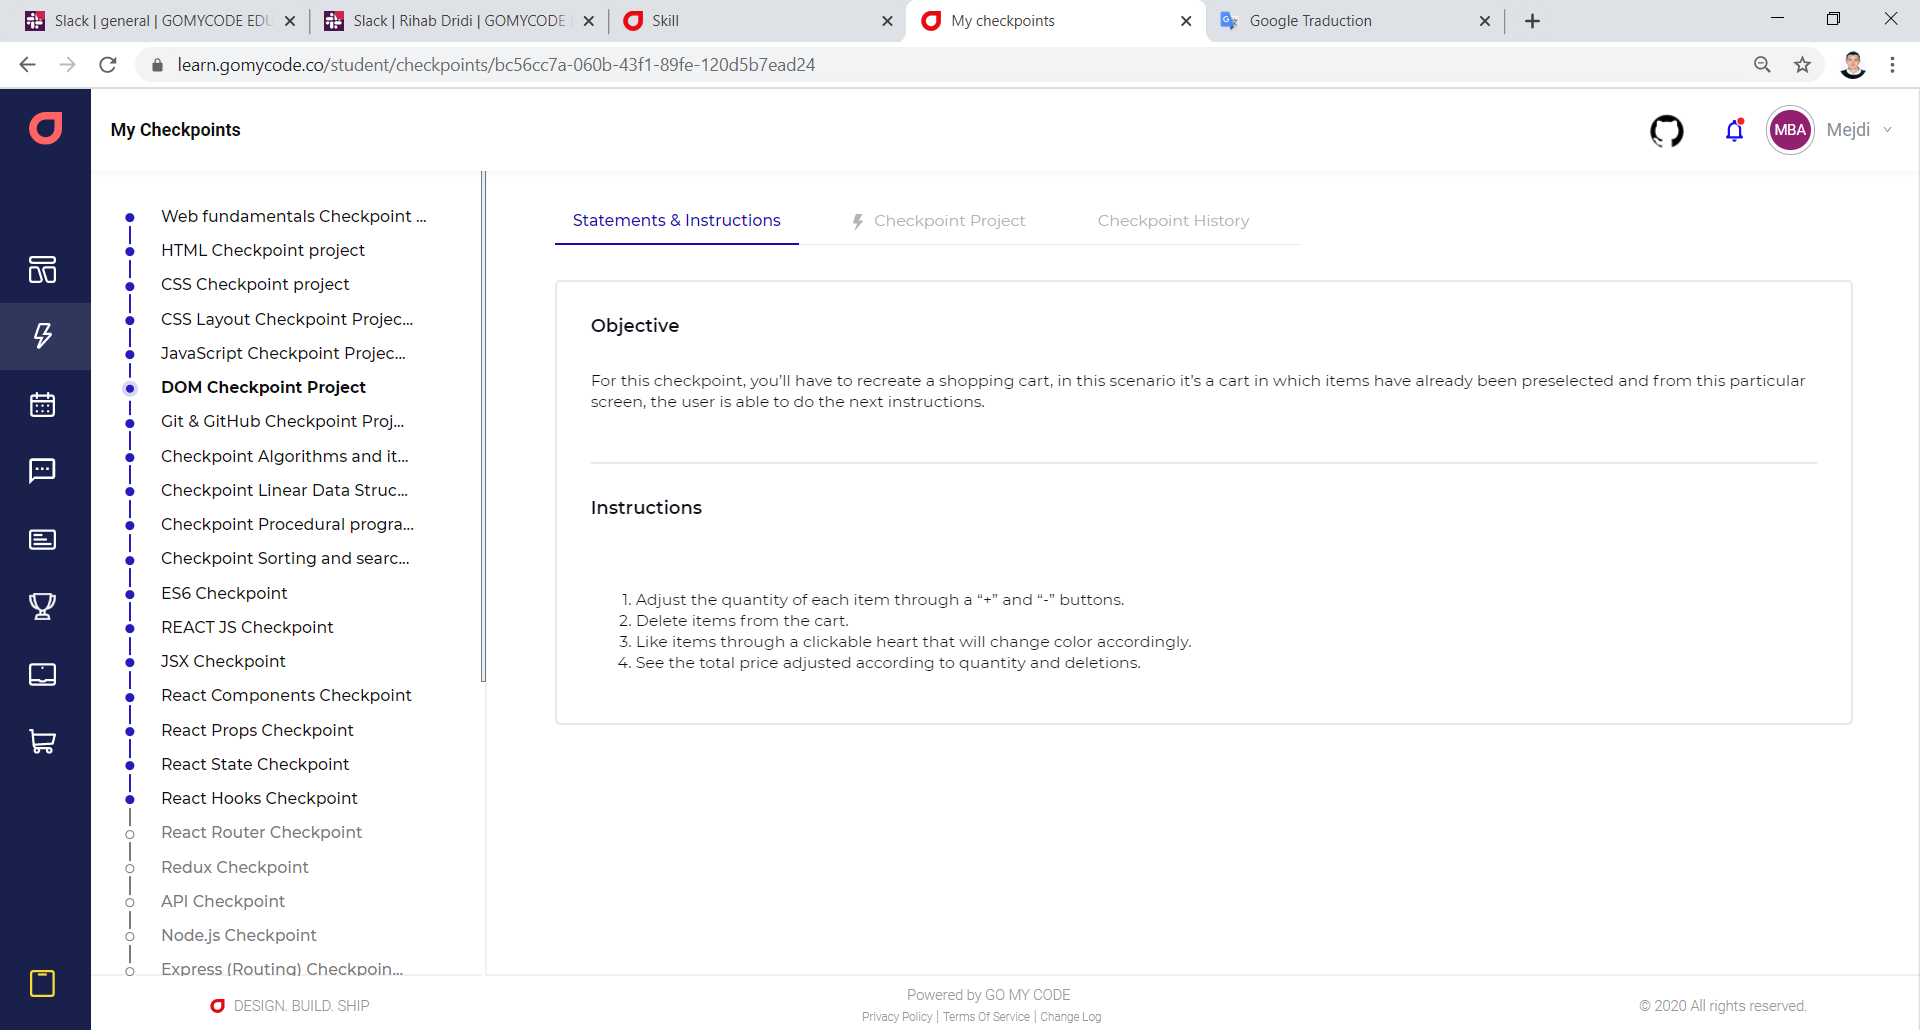 Slack | general | GOMYCODE EDU
Slack | Rihab Dridi | GOMYCODE
Skill
My checkpoints
Google Traduction
learn.gomycode.co/student/checkpoints/bc56cc7a-060b-43f1-89fe-120d5b7ead24
My Checkpoints
MBA
Mejdi
Web fundamentals Checkpoint ...
HTML Checkpoint project
CSS Checkpoint project
CSS Layout Checkpoint Projec...
JavaScript Checkpoint Projec...
DOM Checkpoint Project
Git & GitHub Checkpoint Proj...
Checkpoint Algorithms and it...
Checkpoint Linear Data Struc...
Checkpoint Procedural progra...
Checkpoint Sorting and searc...
ES6 Checkpoint
REACT JS Checkpoint
JSX Checkpoint
React Components Checkpoint
React Props Checkpoint
React State Checkpoint
React Hooks Checkpoint
React Router Checkpoint
Redux Checkpoint
API Checkpoint
Node.js Checkpoint
Express (Routing) Checkpoin...
Statements & Instructions
Checkpoint Project
Checkpoint History
Objective
For this checkpoint, you’ll have to recreate a shopping cart, in this scenario it’s a cart in which items have already been preselected and from this particular
screen, the user is able to do the next instructions.
Instructions
1. Adjust the quantity of each item through a “+” and “-” buttons.
2. Delete items from the cart.
3. Like items through a clickable heart that will change color accordingly.
4. See the total price adjusted according to quantity and deletions.
DESIGN. BUILD. SHIP
Powered by GO MY CODE
Privacy Policy | Terms Of Service | Change Log
© 2020 All rights reserved.